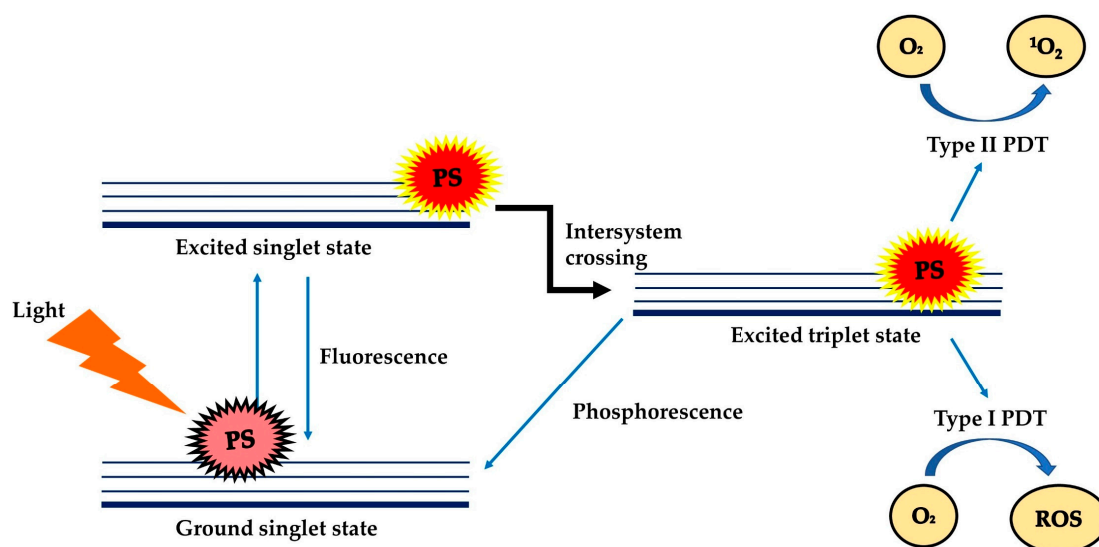 O₂
¹O₂
Type II PDT
PS
Excited singlet state
Intersystem
crossing
PS
Excited triplet state
Light
Fluorescence
Phosphorescence
PS
Ground singlet state
Type I PDT
O₂
ROS